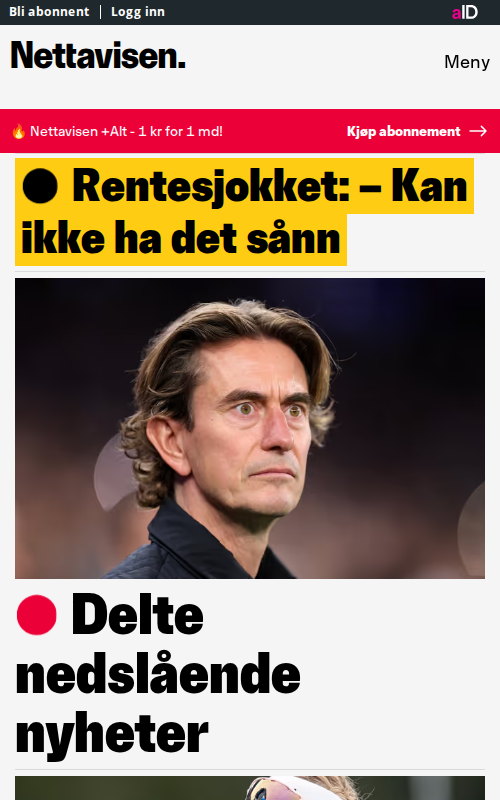 Bli abonnent | Logg inn
aID
Nettavisen.
Meny
🔥 Nettavisen +Alt - 1 kr for 1 md!
Kjøp abonnement →
Rentesjokket: – Kan
ikke ha det sånn
Delte
nedslående
nyheter